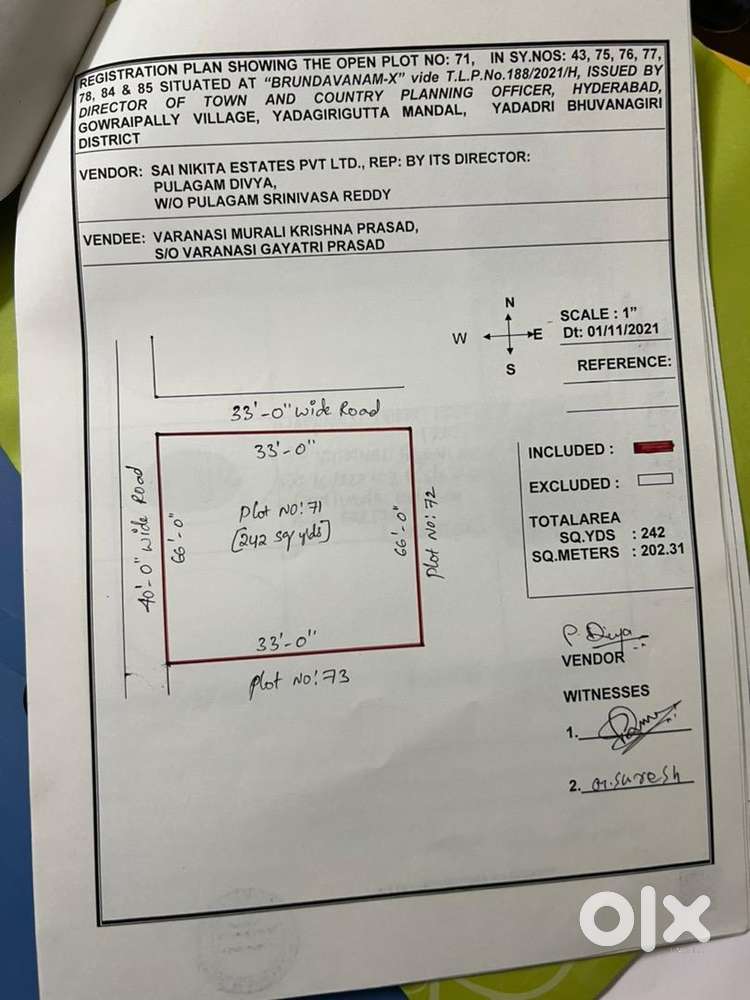 REGISTRATION PLAN SHOWING THE OPEN PLOT NO: 71, IN SY.NOS: 43, 75, 76, 77,
78, 84 & 85 SITUATED AT "BRUNDAVANAM-X" vide T.L.P.No.188/2021/H, ISSUED BY
DIRECTOR OF TOWN AND COUNTRY PLANNING OFFICER, HYDERABAD,
GOWRAIPALLY VILLAGE, YADAGIRIGUTTA MANDAL, YADADRI BHUVANAGIRI
DISTRICT
VENDOR: SAI NIKITA ESTATES PVT LTD., REP: BY ITS DIRECTOR:
PULAGAM DIVYA,
W/O PULAGAM SRINIVASA REDDY
VENDEE: VARANASI MURALI KRISHNA PRASAD,
S/O VARANASI GAYATRI PRASAD
N
W E
S
SCALE : 1"
Dt: 01/11/2021
REFERENCE:
33'-0" Wide Road
33'-0"
40'-0" Wide Road
66'-0"
Plot No:71
[242 Sq yds]
66'-0"
Plot No: 72
33'-0"
Plot No:73
INCLUDED :
EXCLUDED :
TOTALAREA
SQ.YDS : 242
SQ.METERS : 202.31
P. Divya
VENDOR
WITNESSES
1.
2. G.Suresh
olx